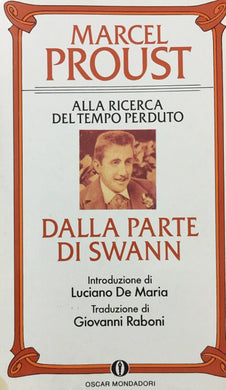 MARCEL
PROUST
ALLA RICERCA
DEL TEMPO PERDUTO
DALLA PARTE
DI SWANN
Introduzione di
Luciano De Maria
Traduzione di
Giovanni Raboni
OSCAR MONDADORI